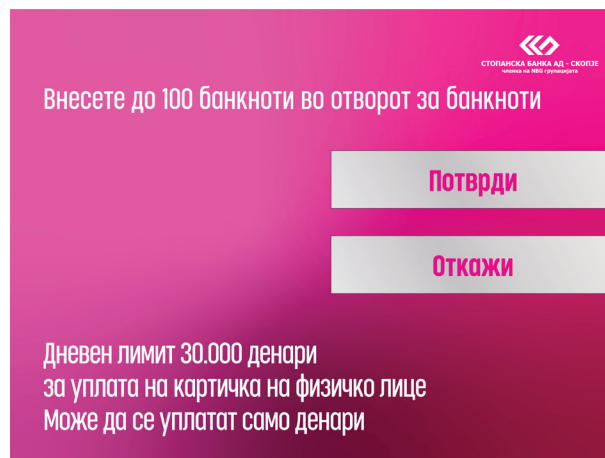 СТОПАНСКА БАНКА АД - СКОПЈЕ
членка на NBG групацијата
Внесете до 100 банкноти во отворот за банкноти
Потврди
Откажи
Дневен лимит 30.000 денари
за уплата на картичка на физичко лице
Може да се уплатат само денари